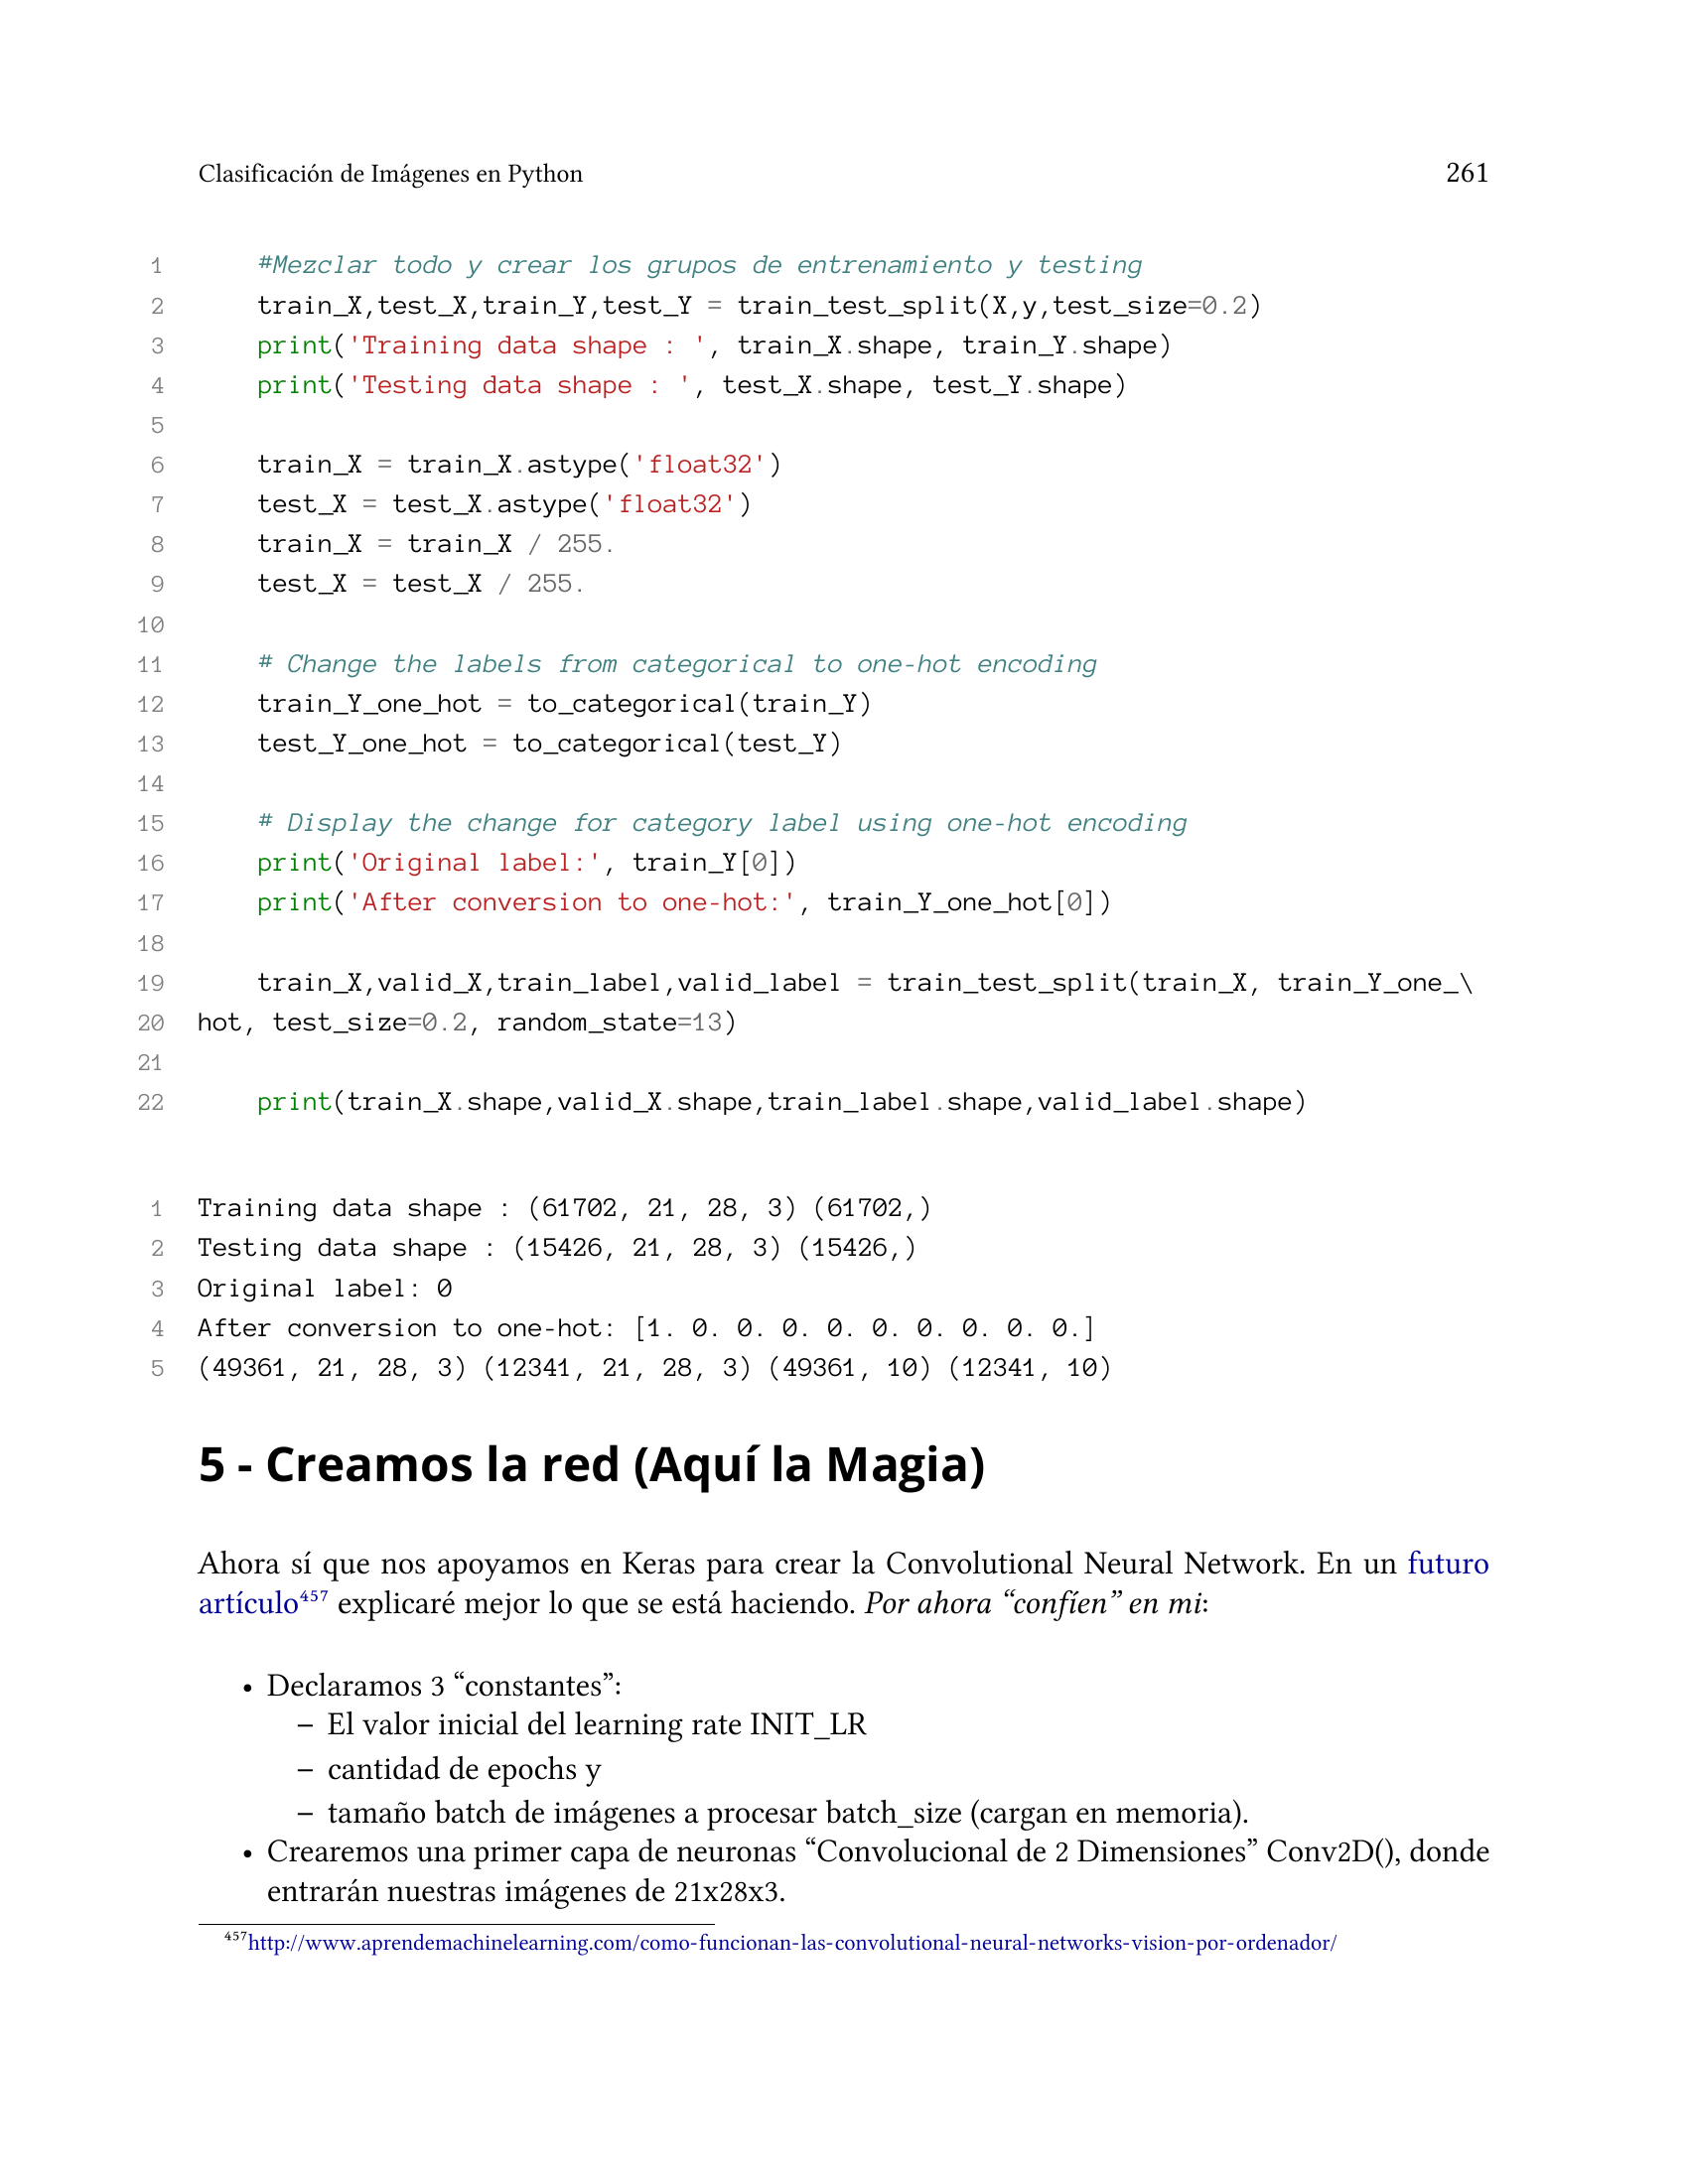 Clasificación de Imágenes en Python 261
1 #Mezclar todo y crear los grupos de entrenamiento y testing
2 train_X,test_X,train_Y,test_Y = train_test_split(X,y,test_size=0.2)
3 print('Training data shape : ', train_X.shape, train_Y.shape)
4 print('Testing data shape : ', test_X.shape, test_Y.shape)
5
6 train_X = train_X.astype('float32')
7 test_X = test_X.astype('float32')
8 train_X = train_X / 255.
9 test_X = test_X / 255.
10
11 # Change the labels from categorical to one-hot encoding
12 train_Y_one_hot = to_categorical(train_Y)
13 test_Y_one_hot = to_categorical(test_Y)
14
15 # Display the change for category label using one-hot encoding
16 print('Original label:', train_Y[0])
17 print('After conversion to one-hot:', train_Y_one_hot[0])
18
19 train_X,valid_X,train_label,valid_label = train_test_split(train_X, train_Y_one_\
20 hot, test_size=0.2, random_state=13)
21
22 print(train_X.shape,valid_X.shape,train_label.shape,valid_label.shape)
1 Training data shape : (61702, 21, 28, 3) (61702,)
2 Testing data shape : (15426, 21, 28, 3) (15426,)
3 Original label: 0
4 After conversion to one-hot: [1. 0. 0. 0. 0. 0. 0. 0. 0. 0.]
5 (49361, 21, 28, 3) (12341, 21, 28, 3) (49361, 10) (12341, 10)
5 - Creamos la red (Aquí la Magia)
Ahora sí que nos apoyamos en Keras para crear la Convolutional Neural Network. En un futuro
artículo⁴⁵⁷ explicaré mejor lo que se está haciendo. Por ahora “confíen” en mi:
• Declaramos 3 “constantes”:
– El valor inicial del learning rate INIT_LR
– cantidad de epochs y
– tamaño batch de imágenes a procesar batch_size (cargan en memoria).
• Crearemos una primer capa de neuronas “Convolucional de 2 Dimensiones” Conv2D(), donde
entrarán nuestras imágenes de 21x28x3.
⁴⁵⁷http://www.aprendemachinelearning.com/como-funcionan-las-convolutional-neural-networks-vision-por-ordenador/